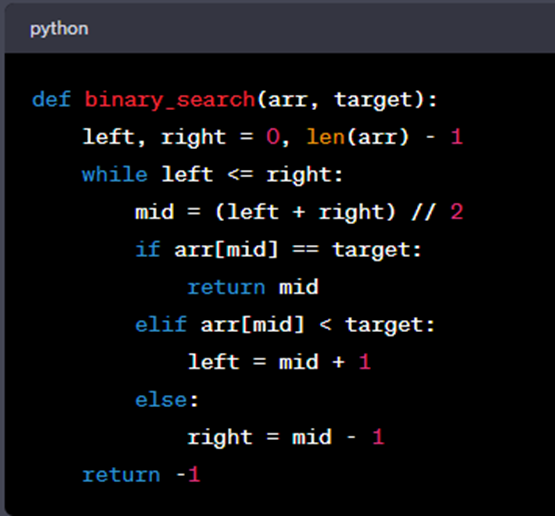 python
def binary_search(arr, target):
    left, right = 0, len(arr) - 1
    while left <= right:
        mid = (left + right) // 2
        if arr[mid] == target:
            return mid
        elif arr[mid] < target:
            left = mid + 1
        else:
            right = mid - 1
    return -1